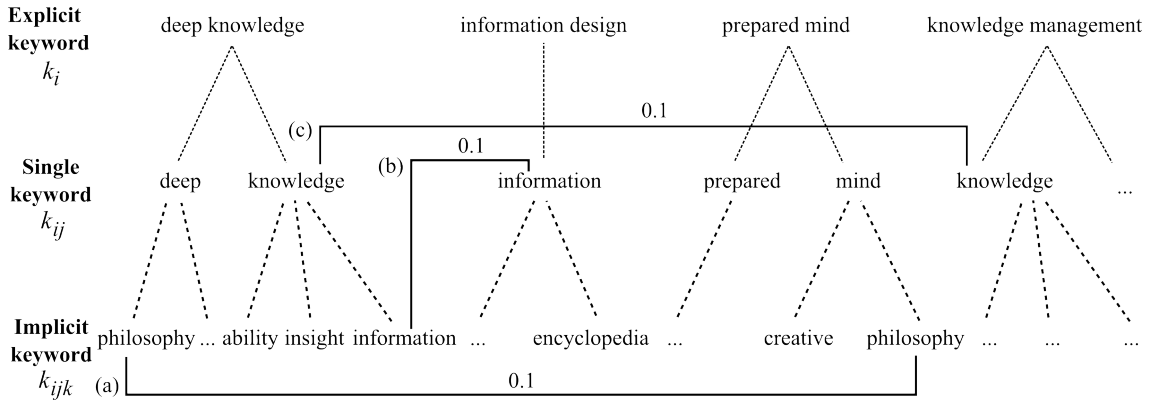 Explicit keyword k_i
deep knowledge information design prepared mind knowledge management
(c) 0.1
(b) 0.1
Single keyword k_ij
deep knowledge information prepared mind knowledge ...
Implicit keyword k_ijk
philosophy ... ability insight information ... encyclopedia ... creative philosophy ... ... ...
(a) 0.1